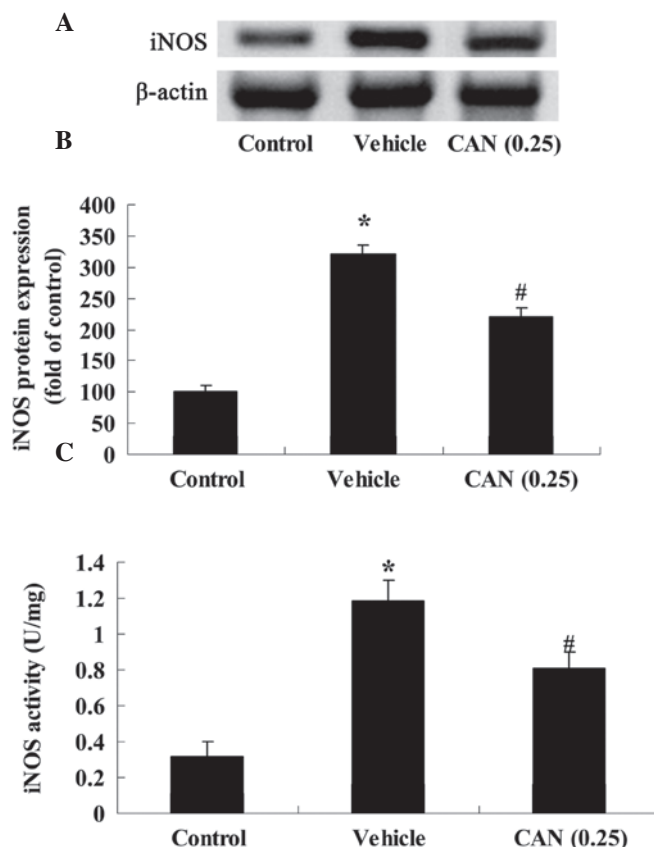 A
iNOS
β-actin
Control Vehicle CAN (0.25)
B
iNOS protein expression
(fold of control)
400
350
300
250
200
150
100
50
0
*
#
Control Vehicle CAN (0.25)
C
iNOS activity (U/mg)
1.4
1.2
1
0.8
0.6
0.4
0.2
0
*
#
Control Vehicle CAN (0.25)